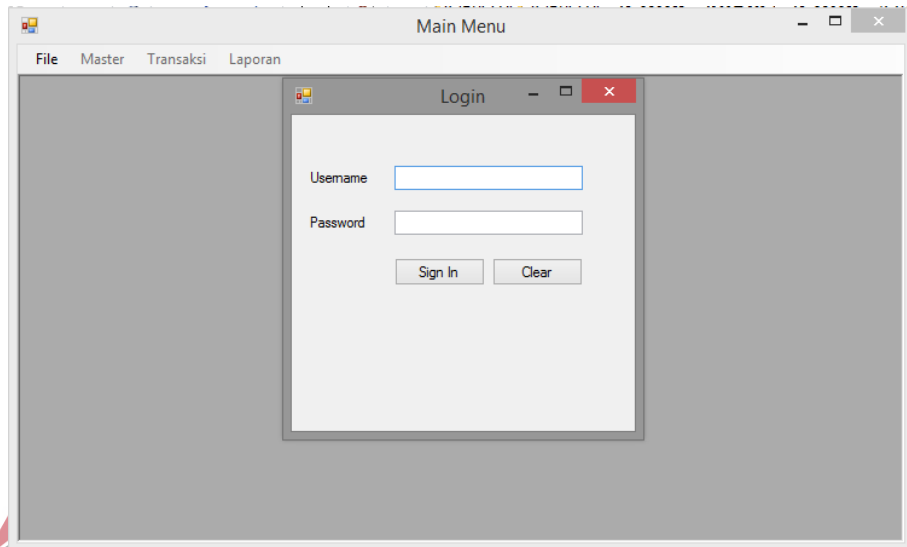 Main Menu
File Master Transaksi Laporan
Login
Username
Password
Sign In Clear